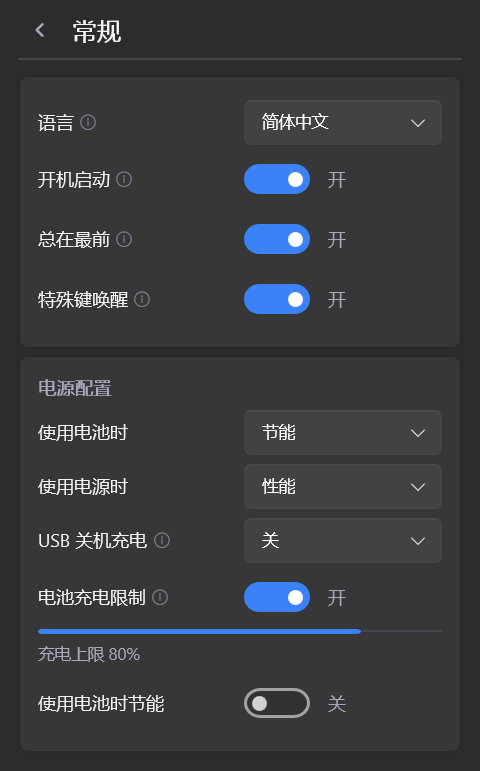 常规
语言 简体中文
开机启动 开
总在最前 开
特殊键唤醒 开
电源配置
使用电池时 节能
使用电源时 性能
USB 关机充电 关
电池充电限制 开
充电上限 80%
使用电池时节能 关